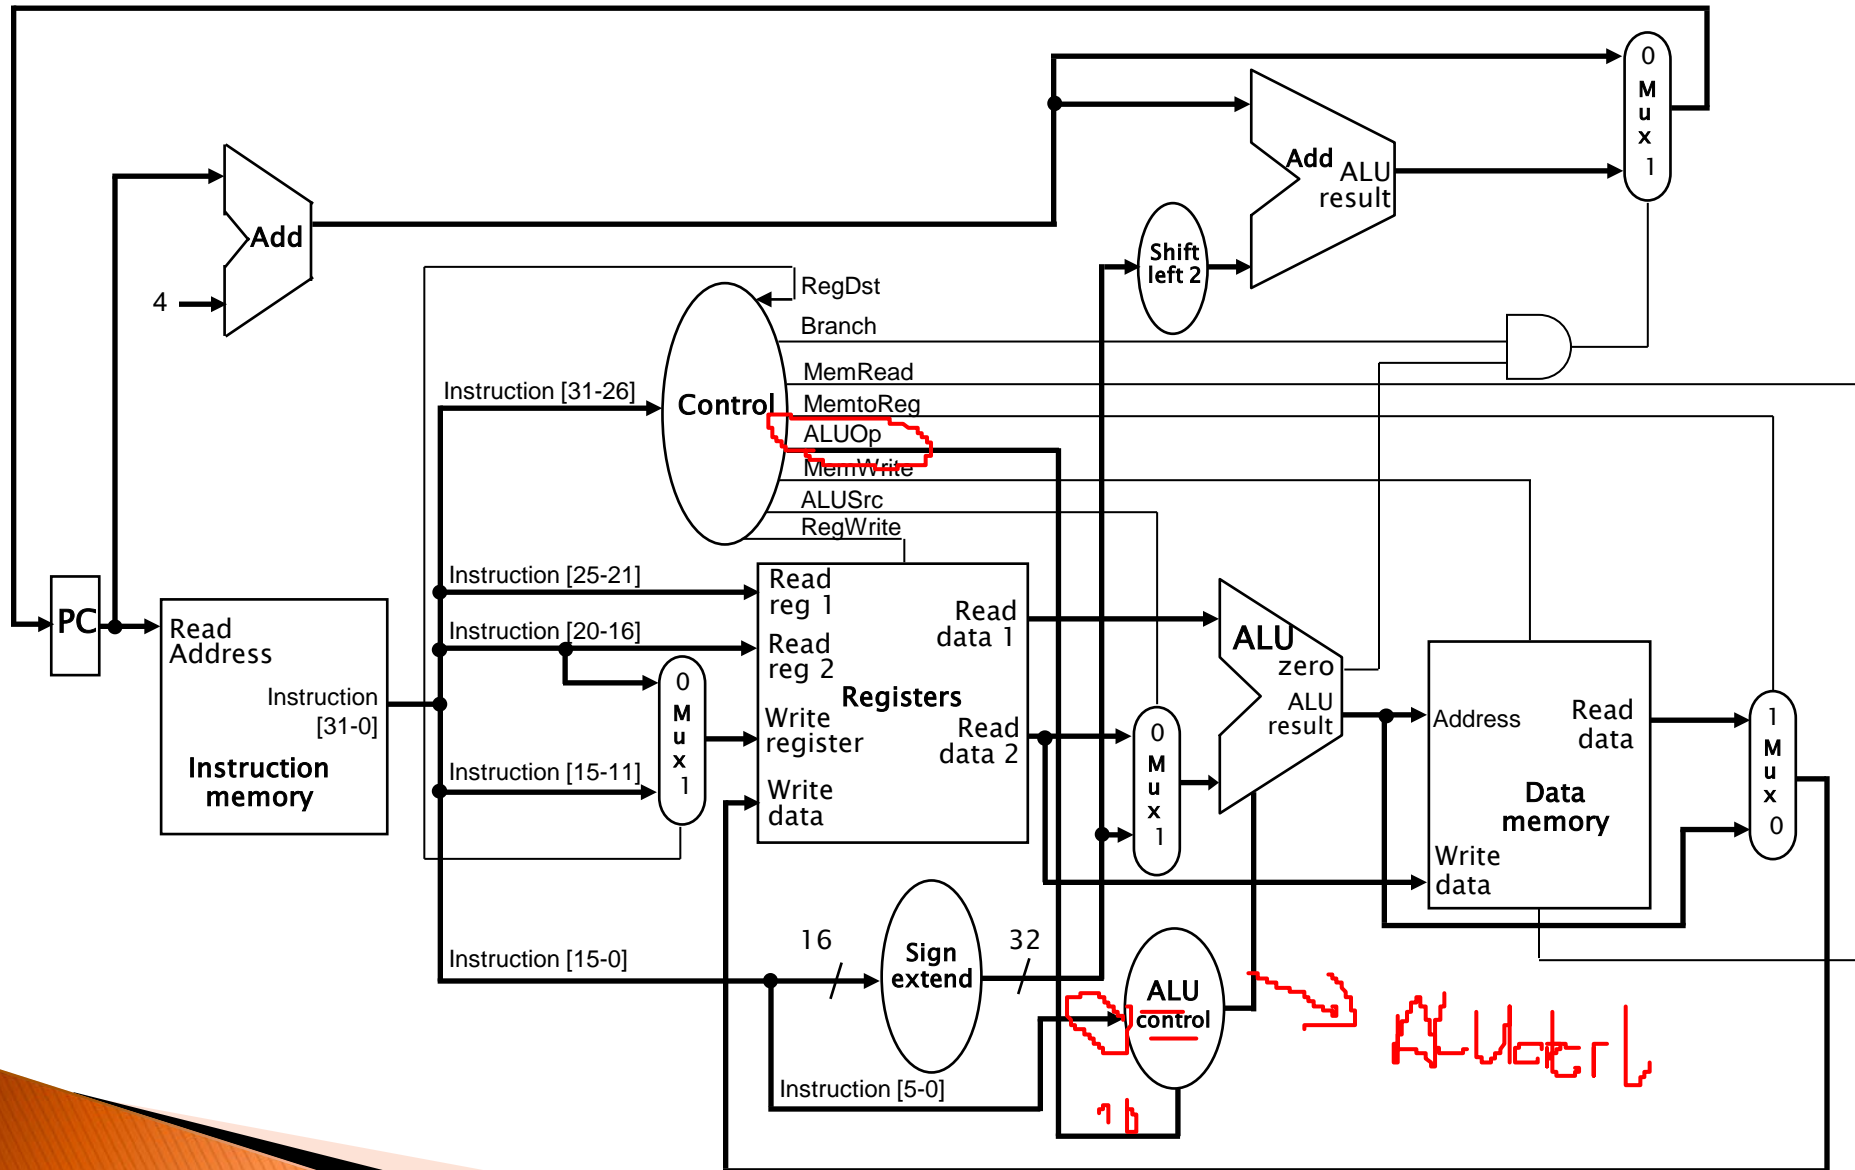 0
M
u
x
1
Add
ALU
result
Add
4
Shift
left 2
RegDst
Branch
MemRead
MemtoReg
ALUOp
MemWrite
ALUSrc
RegWrite
Control
Instruction [31-26]
Instruction [25-21]
Instruction [20-16]
Instruction [15-11]
Instruction [15-0]
Instruction [5-0]
PC
Read
Address
Instruction
[31-0]
Instruction
memory
0
M
u
x
1
Read
reg 1
Read
reg 2
Write
register
Write
data
Registers
Read
data 1
Read
data 2
0
M
u
x
1
ALU
zero
ALU
result
Address
Read
data
Data
memory
Write
data
1
M
u
x
0
16
Sign
extend
32
ALU
control
ALUctrl